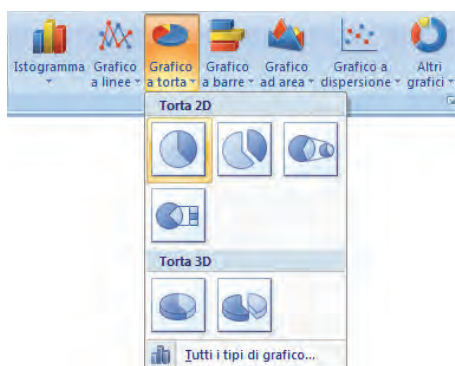 Istogramma Grafico Grafico Grafico Grafico Grafico a Altri
a linee a torta a barre ad area dispersione grafici
Torta 2D
Torta 3D
Tutti i tipi di grafico...